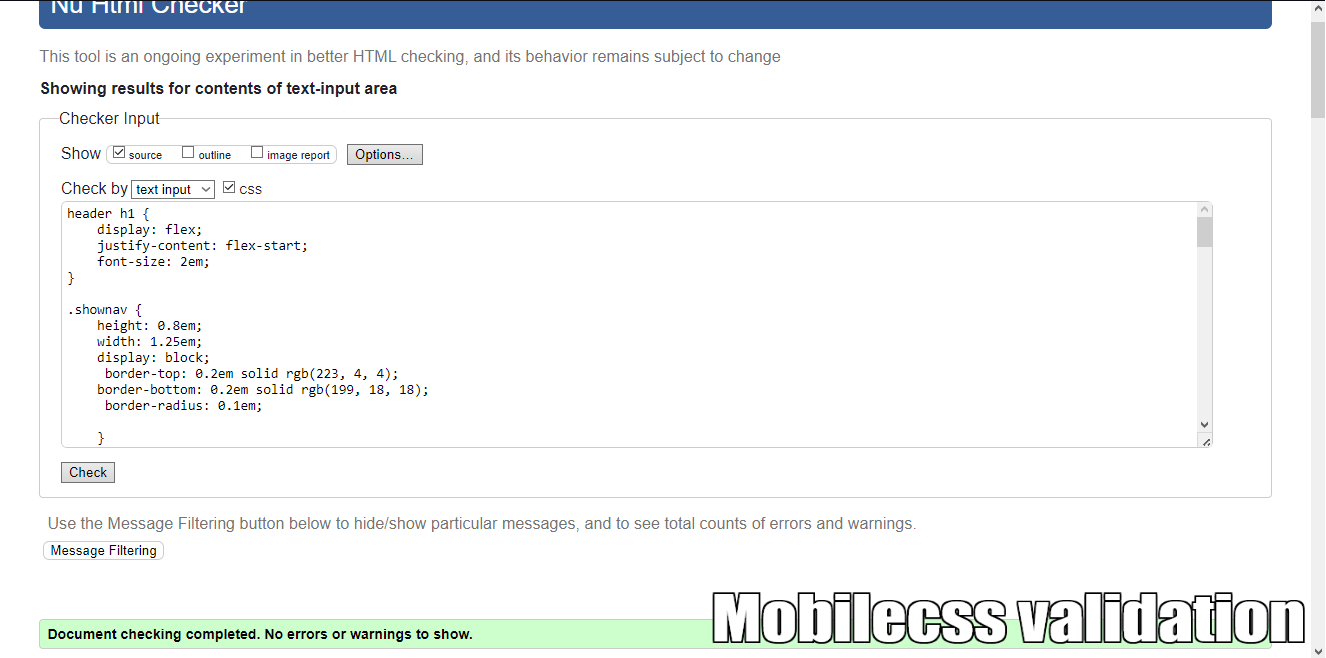 Nu Html Checker
This tool is an ongoing experiment in better HTML checking, and its behavior remains subject to change
Showing results for contents of text-input area
Checker Input
Show source outline image report Options...
Check by text input css
header h1 {
    display: flex;
    justify-content: flex-start;
    font-size: 2em;
}
.shownav {
    height: 0.8em;
    width: 1.25em;
    display: block;
     border-top: 0.2em solid rgb(223, 4, 4);
    border-bottom: 0.2em solid rgb(199, 18, 18);
     border-radius: 0.1em;
    }
Check
Use the Message Filtering button below to hide/show particular messages, and to see total counts of errors and warnings.
Message Filtering
Document checking completed. No errors or warnings to show.
Mobilecss validation